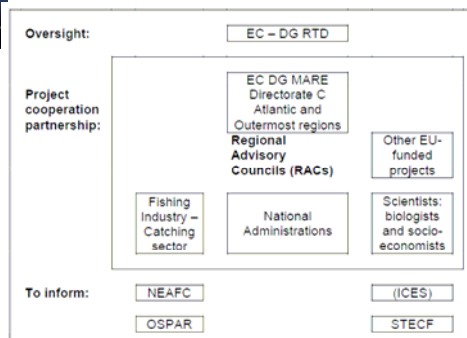 Oversight:
EC – DG RTD
Project
cooperation
partnership:
EC DG MARE
Directorate C
Atlantic and
Outermost regions
Regional
Advisory
Councils (RACs)
Other EU-
funded
projects
Fishing
Industry –
Catching
sector
National
Administrations
Scientists:
biologists
and socio-
economists
To inform:
NEAFC
(ICES)
OSPAR
STECF